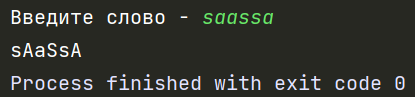 Введите слово - saassa
sAaSsA
Process finished with exit code 0